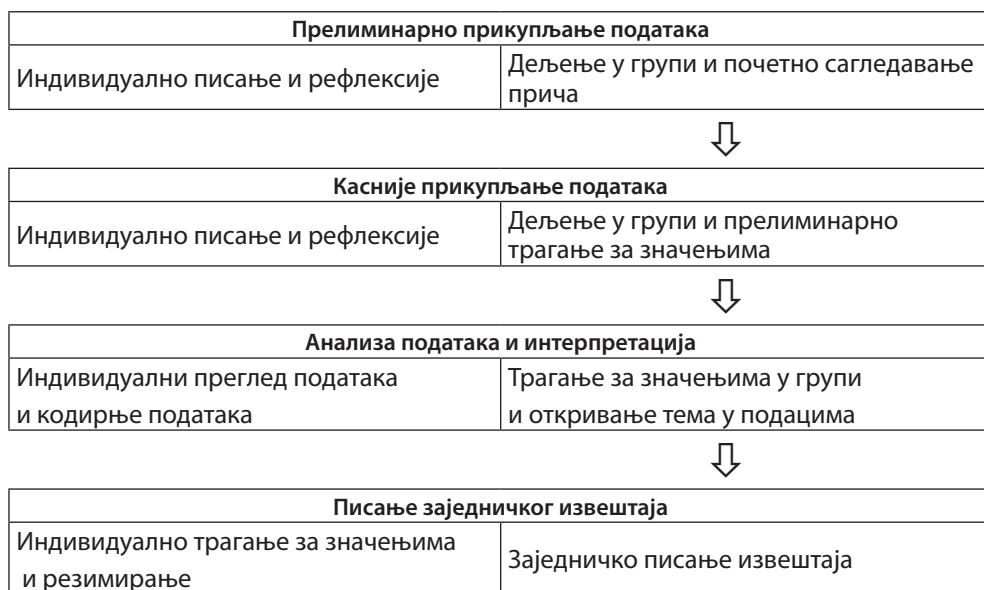 Прелиминарно прикупљање података
Индивидуално писање и рефлексије
Дељење у групи и почетно сагледавање
прича
Касније прикупљање података
Индивидуално писање и рефлексије
Дељење у групи и прелиминарно
трагање за значењима
Анализа података и интерпретација
Индивидуални преглед података
и кодирње података
Трагање за значењима у групи
и откривање тема у подацима
Писање заједничког извештаја
Индивидуално трагање за значењима
и резимирање
Заједничко писање извештаја